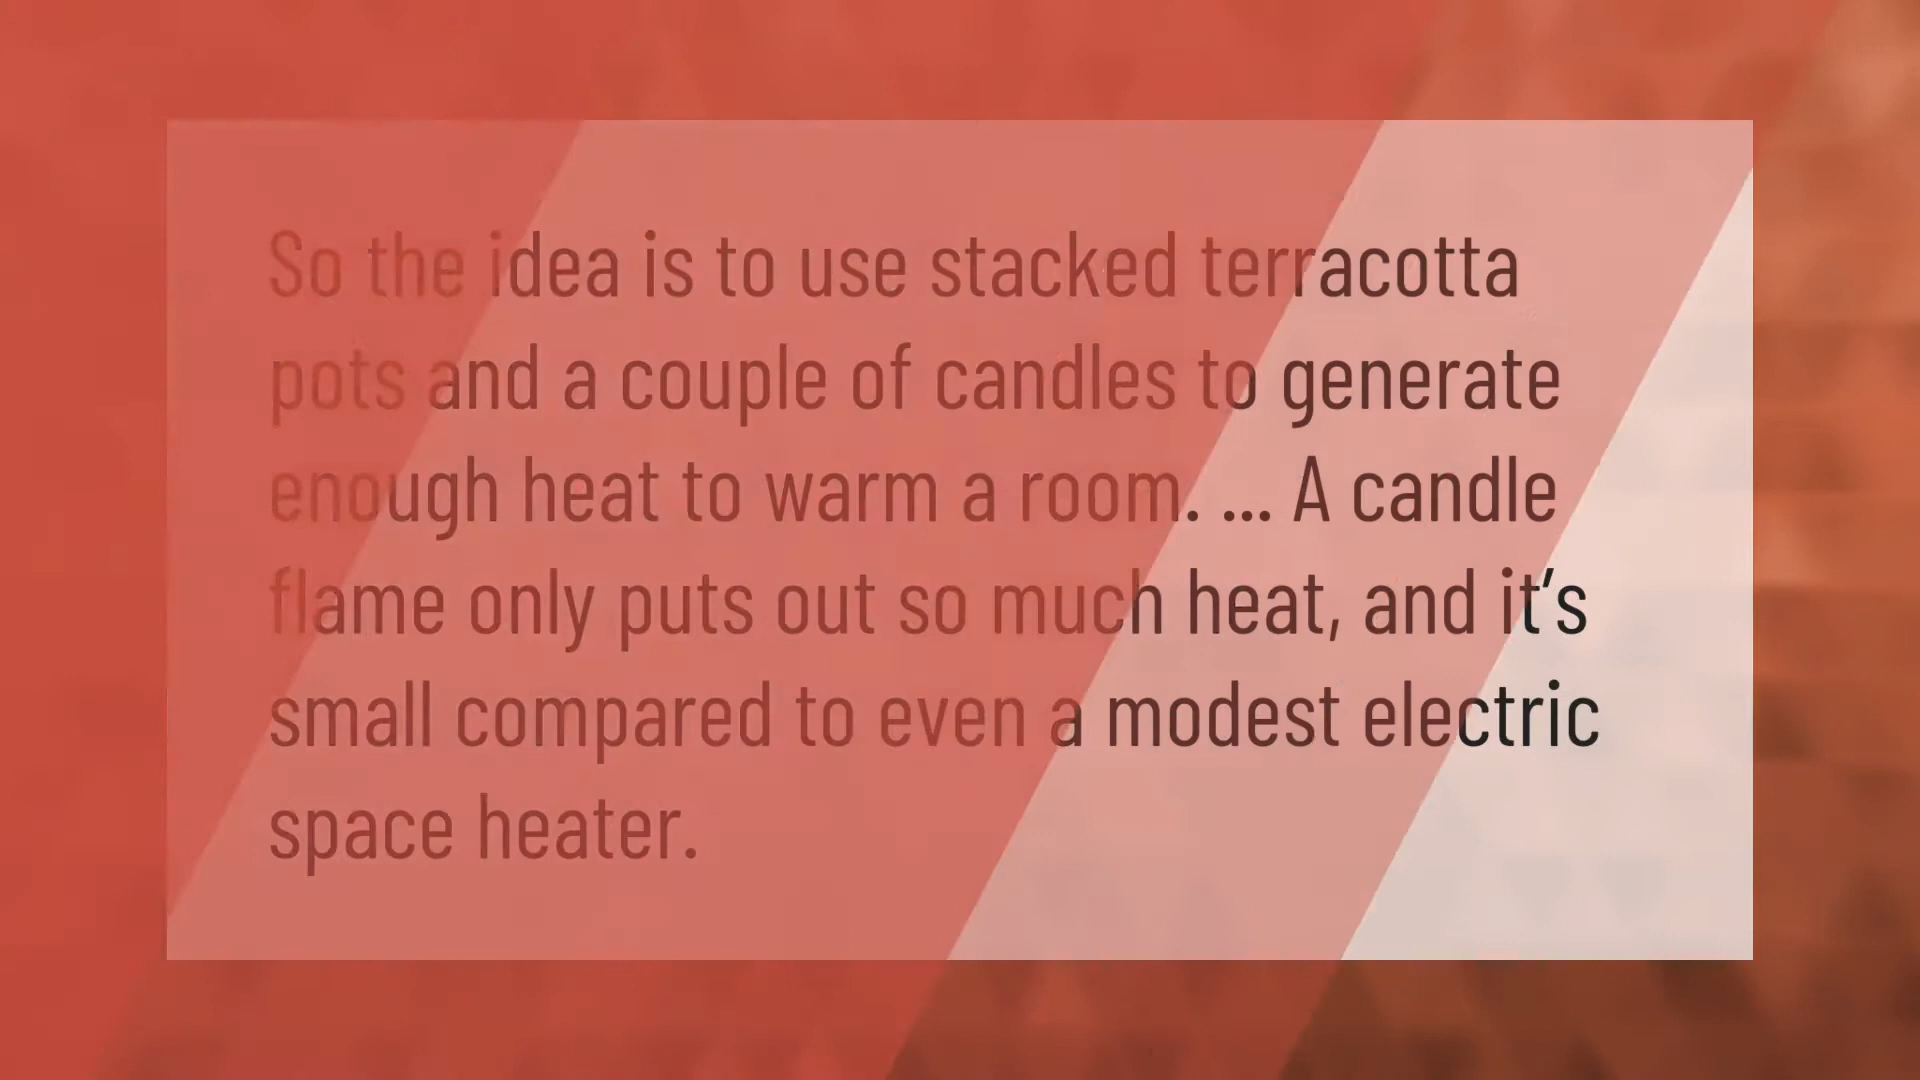 So the idea is to use stacked terracotta
pots and a couple of candles to generate
enough heat to warm a room. ... A candle
flame only puts out so much heat, and it’s
small compared to even a modest electric
space heater.